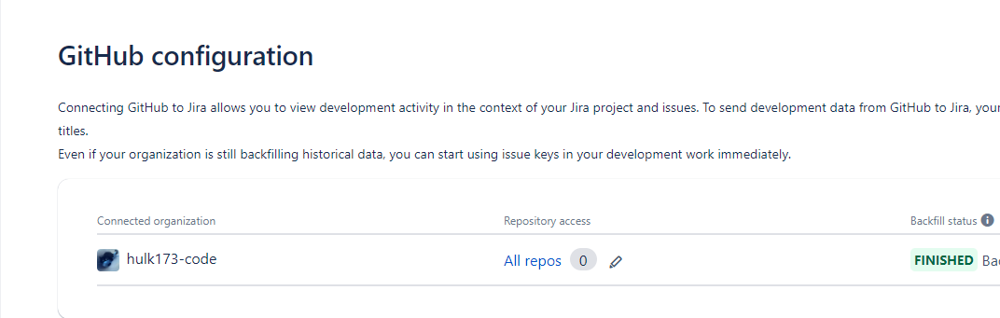 GitHub configuration
Connecting GitHub to Jira allows you to view development activity in the context of your Jira project and issues. To send development data from GitHub to Jira, your
titles.
Even if your organization is still backfilling historical data, you can start using issue keys in your development work immediately.
Connected organization Repository access Backfill status
hulk173-code All repos 0 FINISHED Bac